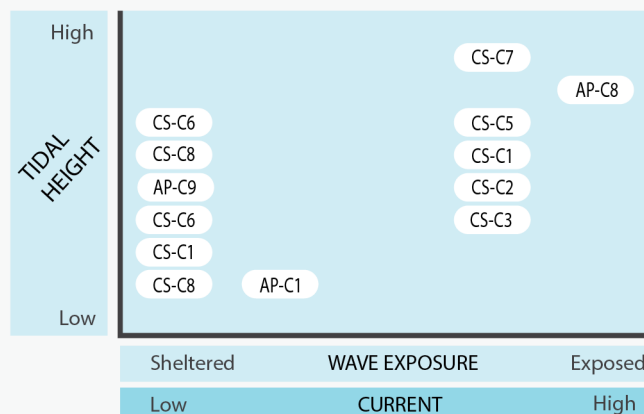 High
CS-C7
AP-C8
CS-C6 CS-C5
CS-C8 CS-C1
TIDAL
HEIGHT
AP-C9 CS-C2
CS-C6 CS-C3
CS-C1
CS-C8 AP-C1
Low
Sheltered WAVE EXPOSURE Exposed
Low CURRENT High